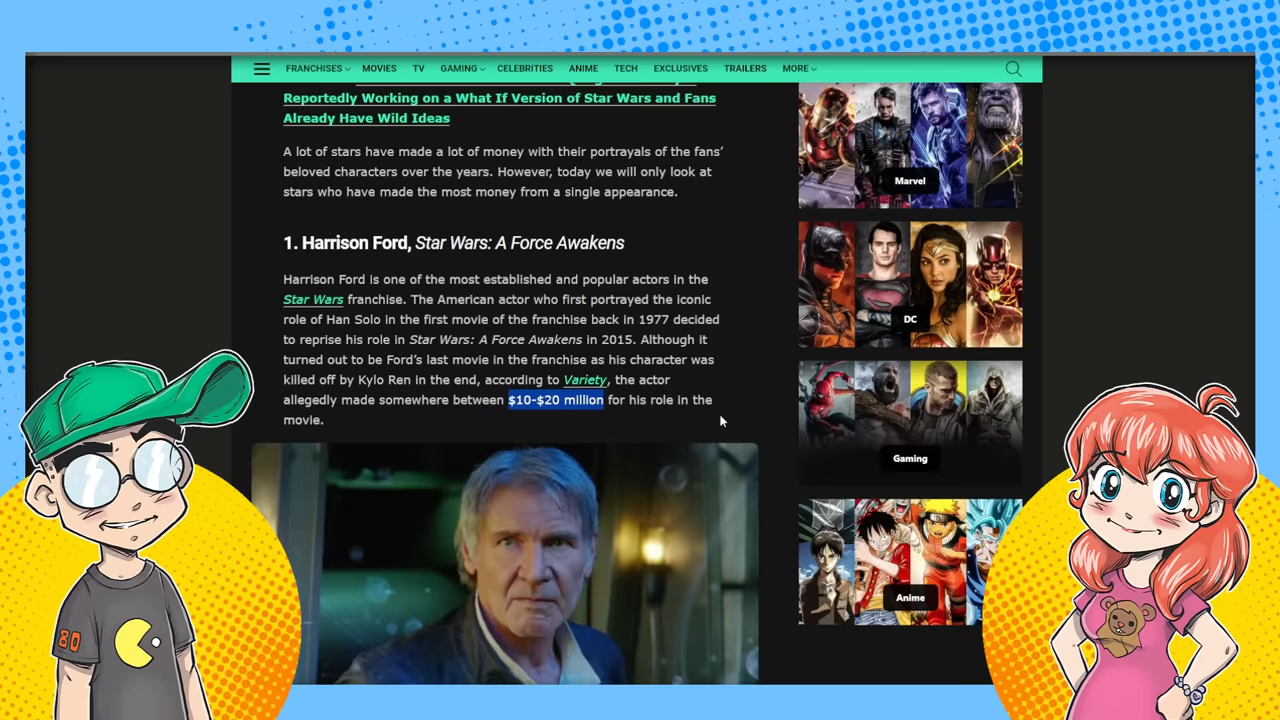 FRANCHISES MOVIES TV GAMING CELEBRITIES ANIME TECH EXCLUSIVES TRAILERS MORE
Reportedly Working on a What If Version of Star Wars and Fans
Already Have Wild Ideas
A lot of stars have made a lot of money with their portrayals of the fans’
beloved characters over the years. However, today we will only look at
stars who have made the most money from a single appearance.
1. Harrison Ford, Star Wars: A Force Awakens
Harrison Ford is one of the most established and popular actors in the
Star Wars franchise. The American actor who first portrayed the iconic
role of Han Solo in the first movie of the franchise back in 1977 decided
to reprise his role in Star Wars: A Force Awakens in 2015. Although it
turned out to be Ford’s last movie in the franchise as his character was
killed off by Kylo Ren in the end, according to Variety, the actor
allegedly made somewhere between $10-$20 million for his role in the
movie.
Marvel
DC
Gaming
Anime
80